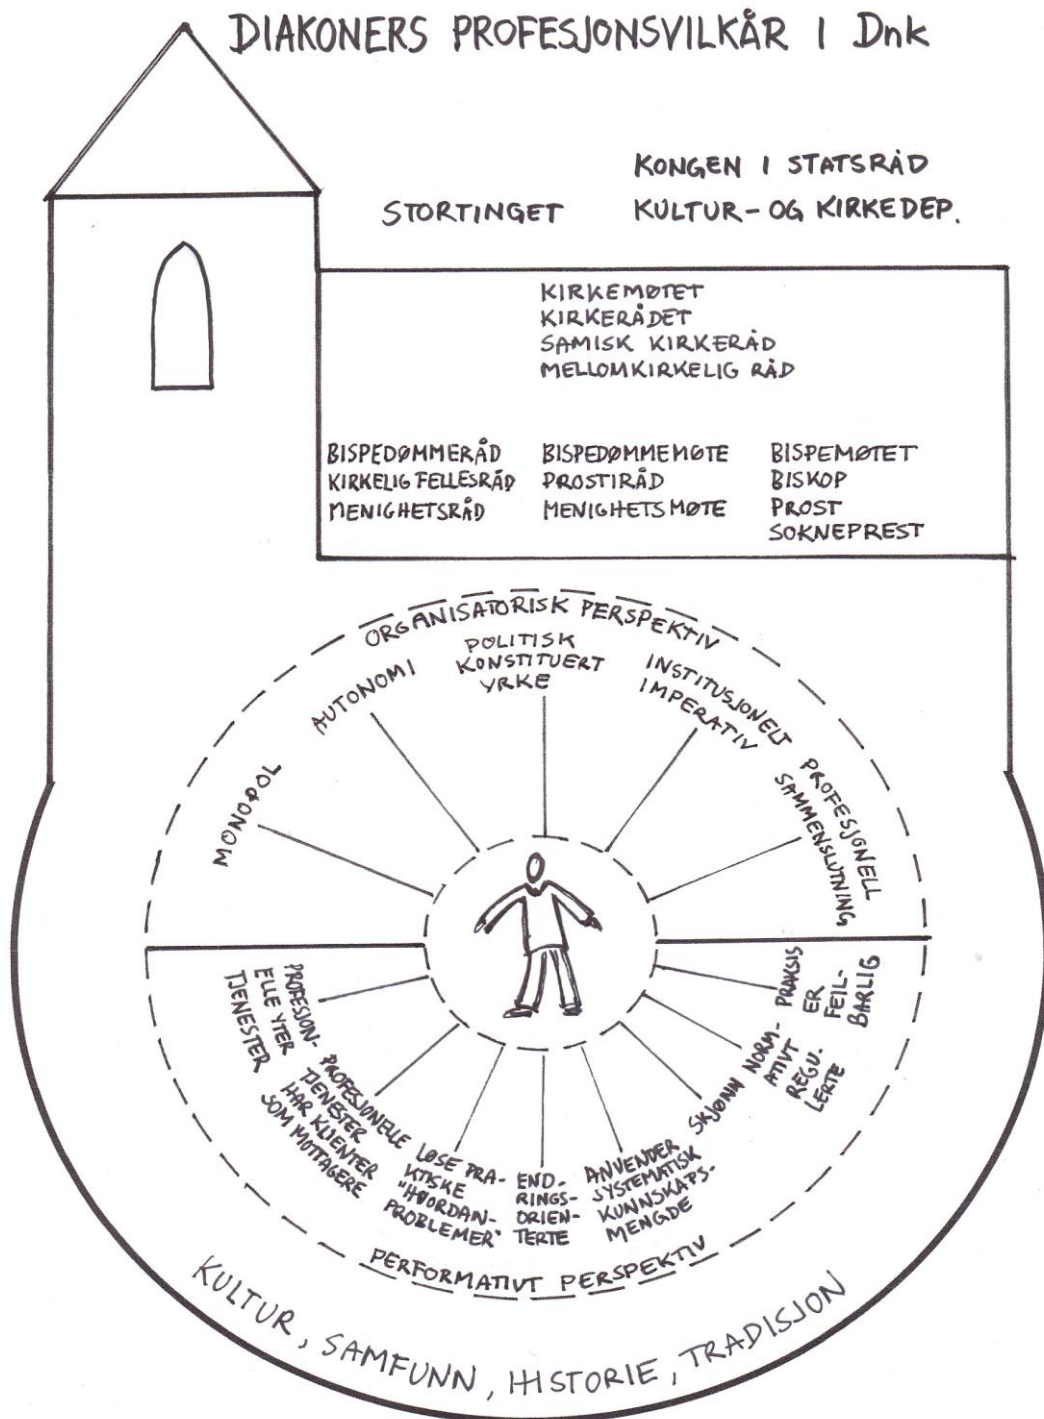 DIAKONERS PROFESJONSVILKÅR I Dnk
STORTINGET
KONGEN I STATSRÅD
KULTUR- OG KIRKEDEP.
KIRKEMØTET
KIRKERÅDET
SAMISK KIRKERÅD
MELLOMKIRKELIG RÅD
BISPEDØMMERÅD
KIRKELIG FELLESRÅD
MENIGHETSRÅD
BISPEDØMMEMØTE
PROSTIRÅD
MENIGHETSMØTE
BISPEMØTET
BISKOP
PROST
SOKNEPREST
ORGANISATORISK PERSPEKTIV
MONOPOL
AUTONOMI
POLITISK
KONSTITUERT
YRKE
INSTITUSJONELT
IMPERATIV
PROFESJONELL
SAMMENSLUTNING
PROFESJON-
ELLE YTER
TJENESTER
PROFESJONELLE
TJENESTER
HAR KLIENTER
SOM MOTTAGERE
LØSE PRA-
KTISKE
"HVORDAN-
PROBLEMER"
END-
RINGS-
ORIEN-
TERTE
ANVENDER
SYSTEMATISK
KUNNSKAPS-
MENGDE
SKJØNN
NORM-
ATIVT
REGU-
LERTE
PRAKSIS
ER
FEIL-
BARLIG
PERFORMATIVT PERSPEKTIV
KULTUR, SAMFUNN, HISTORIE, TRADISJON